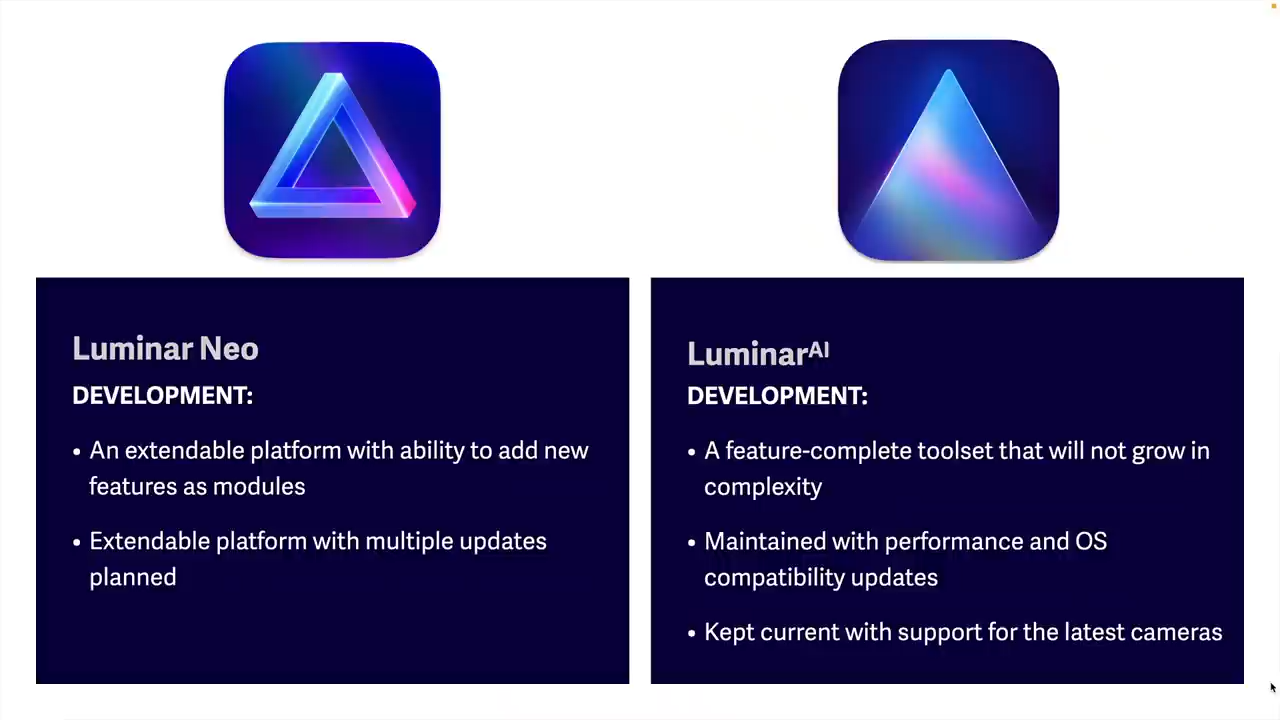 Luminar Neo
DEVELOPMENT:
• An extendable platform with ability to add new
features as modules
• Extendable platform with multiple updates
planned
Luminarᴬᴵ
DEVELOPMENT:
• A feature-complete toolset that will not grow in
complexity
• Maintained with performance and OS
compatibility updates
• Kept current with support for the latest cameras